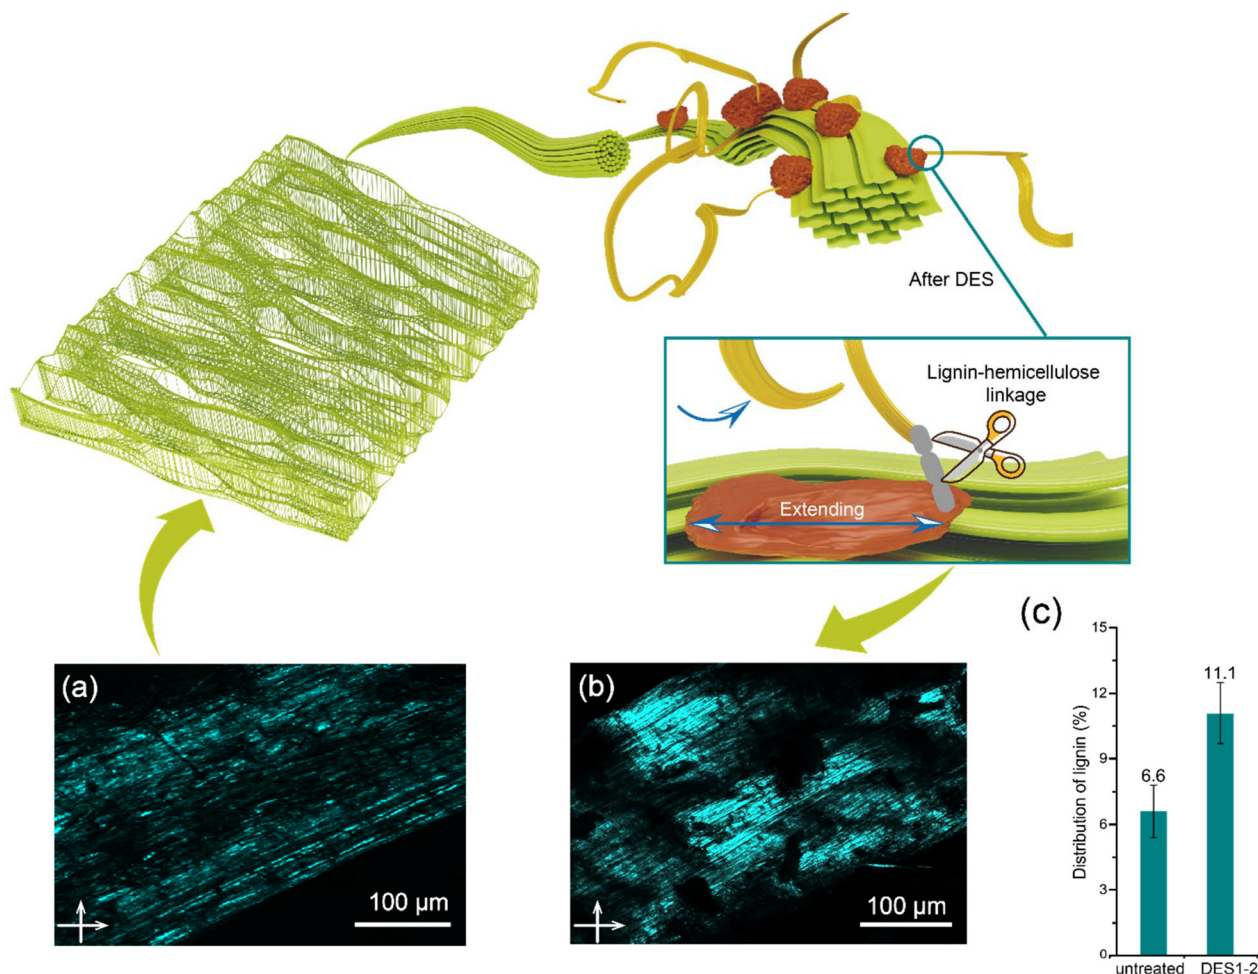 After DES
Lignin-hemicellulose
linkage
Extending
(a)
100 μm
(b)
100 μm
(c)
Distribution of lignin (%)
15
12
9
6
3
0
6.6
11.1
untreated
DES1-2